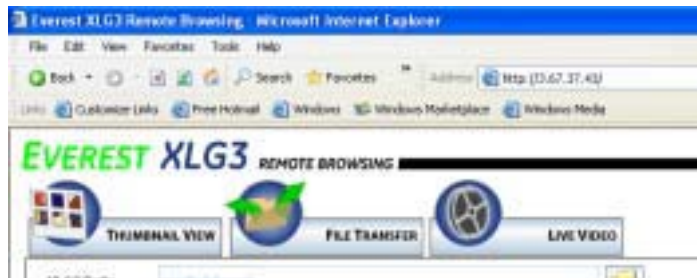 Everest XLG3 Remote Browsing - Microsoft Internet Explorer
File Edit View Favorites Tools Help
Back Search Favorites Address
Links Customize Links Free Hotmail Windows Windows Marketplace Windows Media
EVEREST XLG3 REMOTE BROWSING
THUMBNAIL VIEW FILE TRANSFER LIVE VIDEO